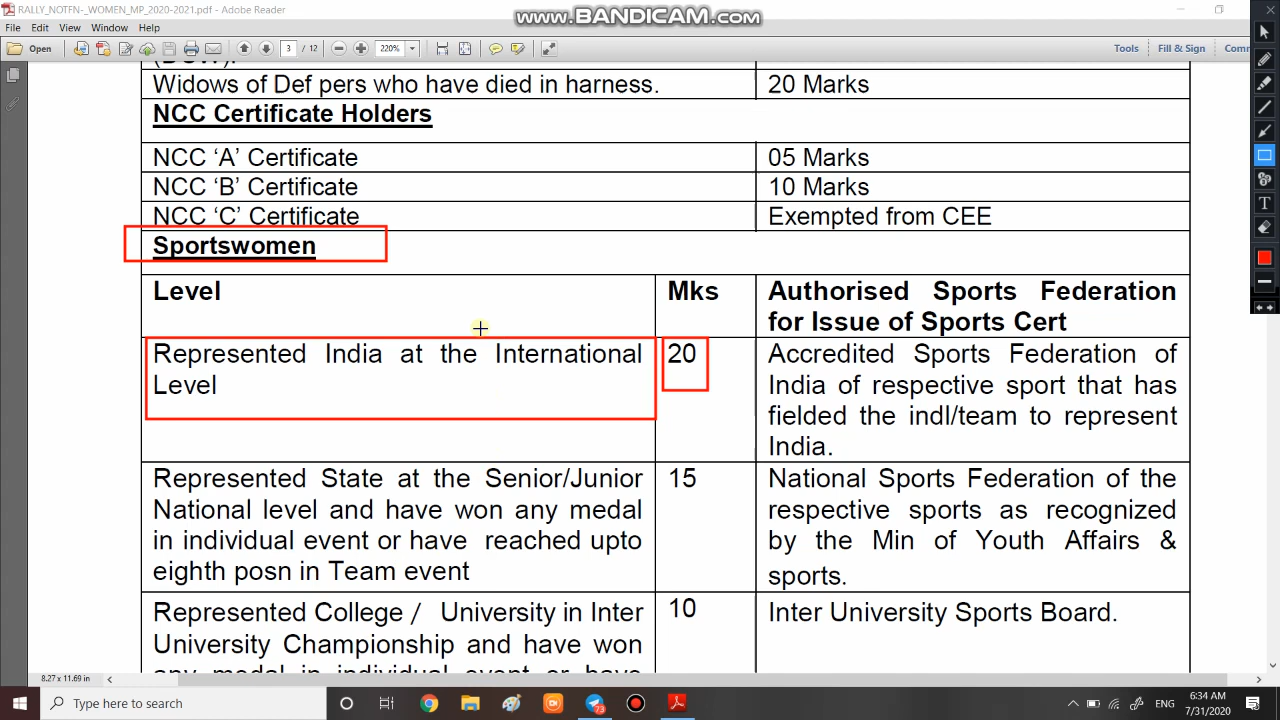 RALLY_NOTFN-_WOMEN_MP_2020-2021.pdf - Adobe Reader
www.BANDICAM.com
File Edit View Window Help
Open 3 / 12 220% Tools Fill & Sign
Widows of Def pers who have died in harness. 20 Marks
NCC Certificate Holders
NCC ‘A’ Certificate 05 Marks
NCC ‘B’ Certificate 10 Marks
NCC ‘C’ Certificate Exempted from CEE
Sportswomen
Level Mks Authorised Sports Federation
for Issue of Sports Cert
Represented India at the International
Level
20
Accredited Sports Federation of
India of respective sport that has
fielded the indl/team to represent
India.
Represented State at the Senior/Junior
National level and have won any medal
in individual event or have reached upto
eighth posn in Team event
15
National Sports Federation of the
respective sports as recognized
by the Min of Youth Affairs &
sports.
Represented College / University in Inter
University Championship and have won
any medal in individual event or have
10
Inter University Sports Board.
8.27 x 11.69 in
Type here to search
73
ENG
6:34 AM
7/31/2020